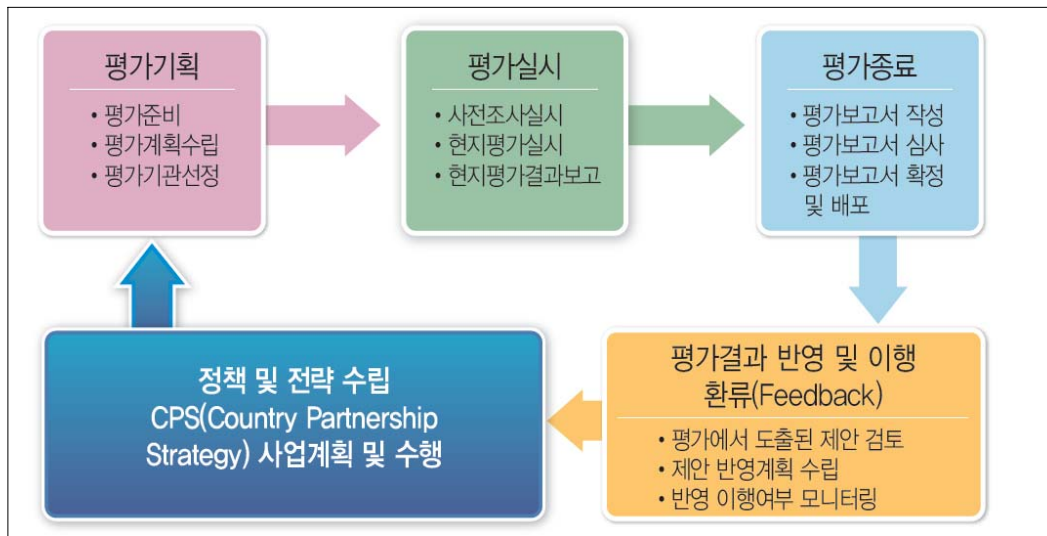 평가기획
• 평가준비
• 평가계획수립
• 평가기관선정
평가실시
• 사전조사실시
• 현지평가실시
• 현지평가결과보고
평가종료
• 평가보고서 작성
• 평가보고서 심사
• 평가보고서 확정
및 배포
평가결과 반영 및 이행
환류(Feedback)
• 평가에서 도출된 제안 검토
• 제안 반영계획 수립
• 반영 이행여부 모니터링
정책 및 전략 수립
CPS(Country Partnership
Strategy) 사업계획 및 수행